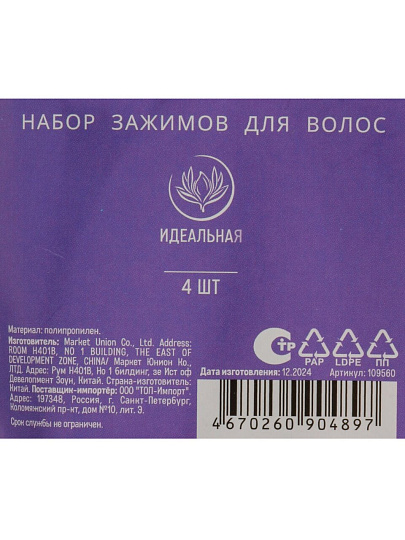 НАБОР ЗАЖИМОВ ДЛЯ ВОЛОС
ИДЕАЛЬНАЯ
4 ШТ
Материал: полипропилен.
Изготовитель: Market Union Co., Ltd. Address:
ROOM H401B, NO 1 BUILDING, THE EAST OF
DEVELOPMENT ZONE, CHINA/ Маркет Юнион Ко.,
ЛТД. Адрес: Рум H401B, Но 1 билдинг, зе Ист оф
Девелопмент Зоун, Китай. Страна-изготовитель:
Китай. Поставщик-импортёр: ООО "ТОП-Импорт".
Адрес: 197348, Россия, г. Санкт-Петербург,
Коломяжский пр-кт, дом №10, лит. Э.
Срок службы не ограничен.
СТР
PAP LDPE ПП
Дата изготовления: 12.2024 Артикул: 109560
4 670260 904897